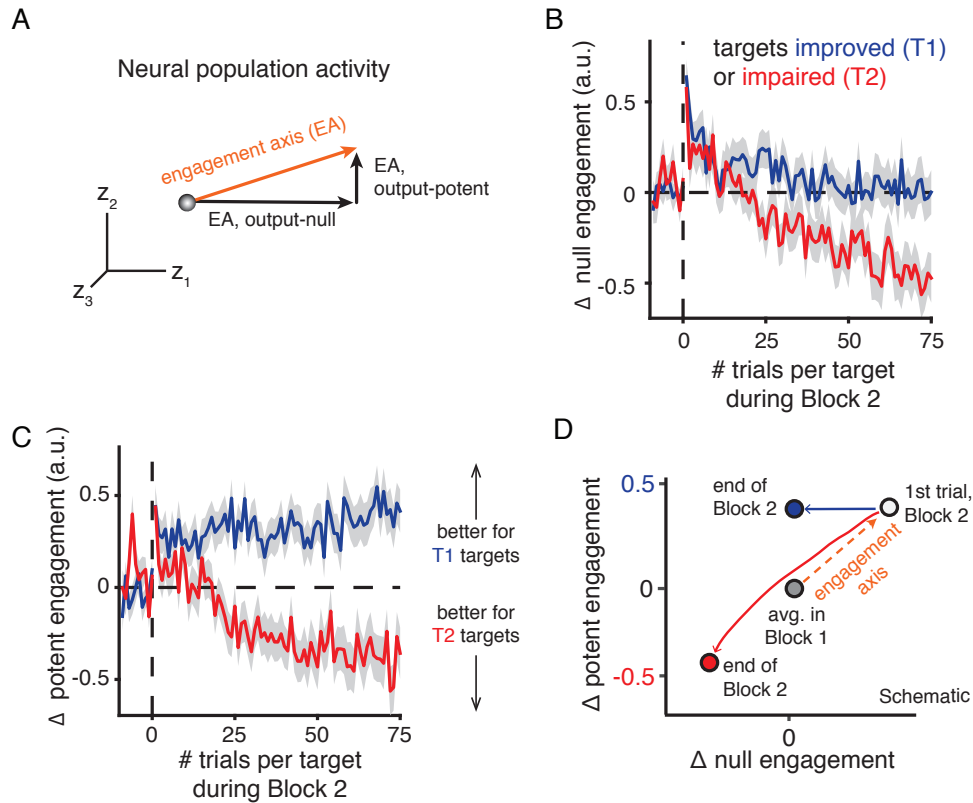 A
Neural population activity
engagement axis (EA)
EA,
output-potent
EA, output-null
z2
z1
z3
B
targets improved (T1)
or impaired (T2)
Δ null engagement (a.u.)
0.5
0
-0.5
0
25
50
75
# trials per target
during Block 2
C
Δ potent engagement (a.u.)
0.5
0
-0.5
0
25
50
75
# trials per target
during Block 2
better for
T1 targets
better for
T2 targets
D
Δ potent engagement
0.5
0
-0.5
end of
Block 2
1st trial,
Block 2
engagement
axis
avg. in
Block 1
end of
Block 2
Schematic
0
Δ null engagement